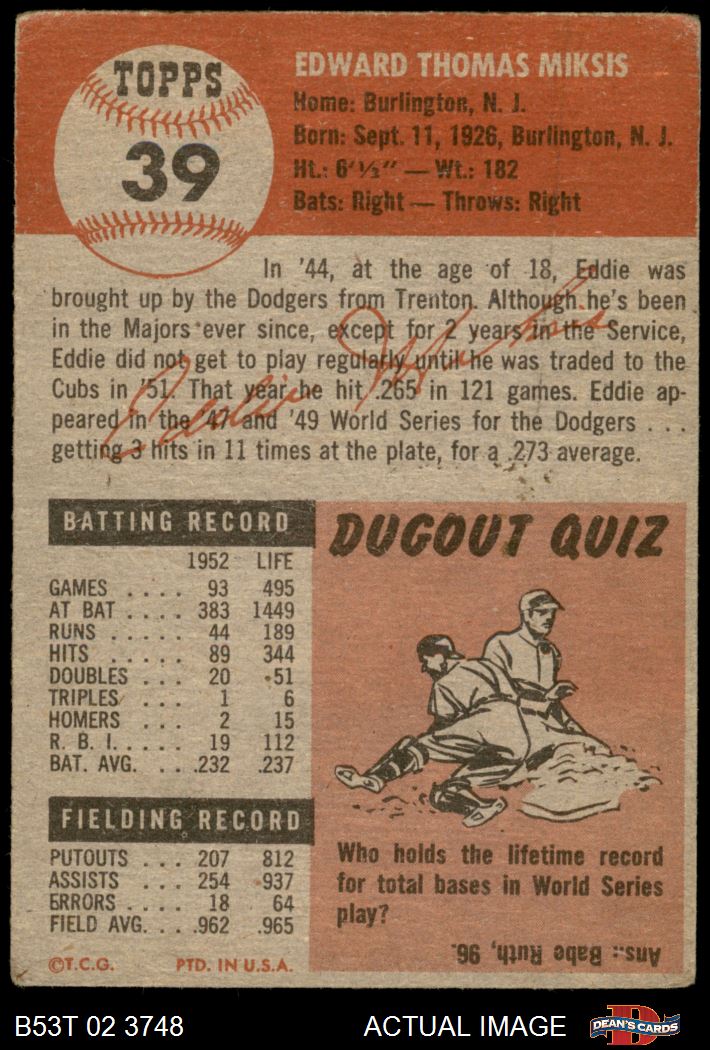 TOPPS
39
EDWARD THOMAS MIKSIS
Home: Burlington, N. J.
Born: Sept. 11, 1926, Burlington, N. J.
Ht.: 6'½" — Wt.: 182
Bats: Right — Throws: Right
In '44, at the age of 18, Eddie was
brought up by the Dodgers from Trenton. Although he's been
in the Majors ever since, except for 2 years in the Service,
Eddie did not get to play regularly until he was traded to the
Cubs in '51. That year he hit .265 in 121 games. Eddie ap-
peared in the '47 and '49 World Series for the Dodgers . . .
getting 3 hits in 11 times at the plate, for a .273 average.
Eddie Miksis
BATTING RECORD
1952 LIFE
GAMES . . . . 93 495
AT BAT . . . . 383 1449
RUNS . . . . . 44 189
HITS . . . . . 89 344
DOUBLES . . . 20 51
TRIPLES . . . . 1 6
HOMERS . . . . 2 15
R. B. I. . . . . . 19 112
BAT. AVG. . . . .232 .237
FIELDING RECORD
PUTOUTS . . . 207 812
ASSISTS . . . . 254 937
ERRORS . . . . 18 64
FIELD AVG. . . .962 .965
©T.C.G. PTD. IN U.S.A.
DUGOUT QUIZ
Who holds the lifetime record
for total bases in World Series
play?
Ans.: Babe Ruth, 96.
B53T 02 3748 ACTUAL IMAGE
D
DEAN'S CARDS